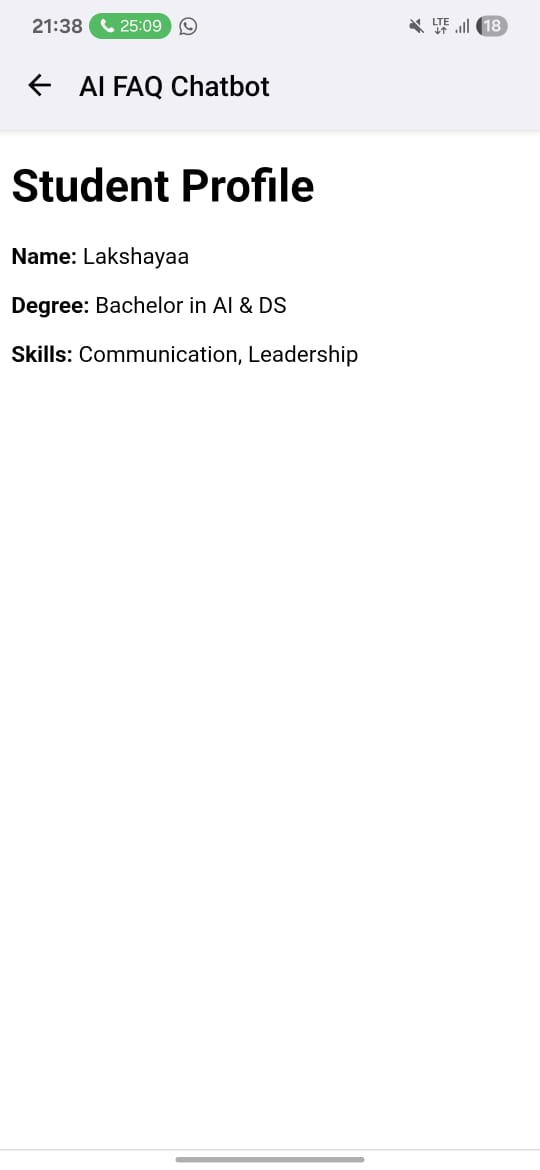 21:38 25:09 LTE 18
AI FAQ Chatbot
Student Profile
Name: Lakshayaa
Degree: Bachelor in AI & DS
Skills: Communication, Leadership